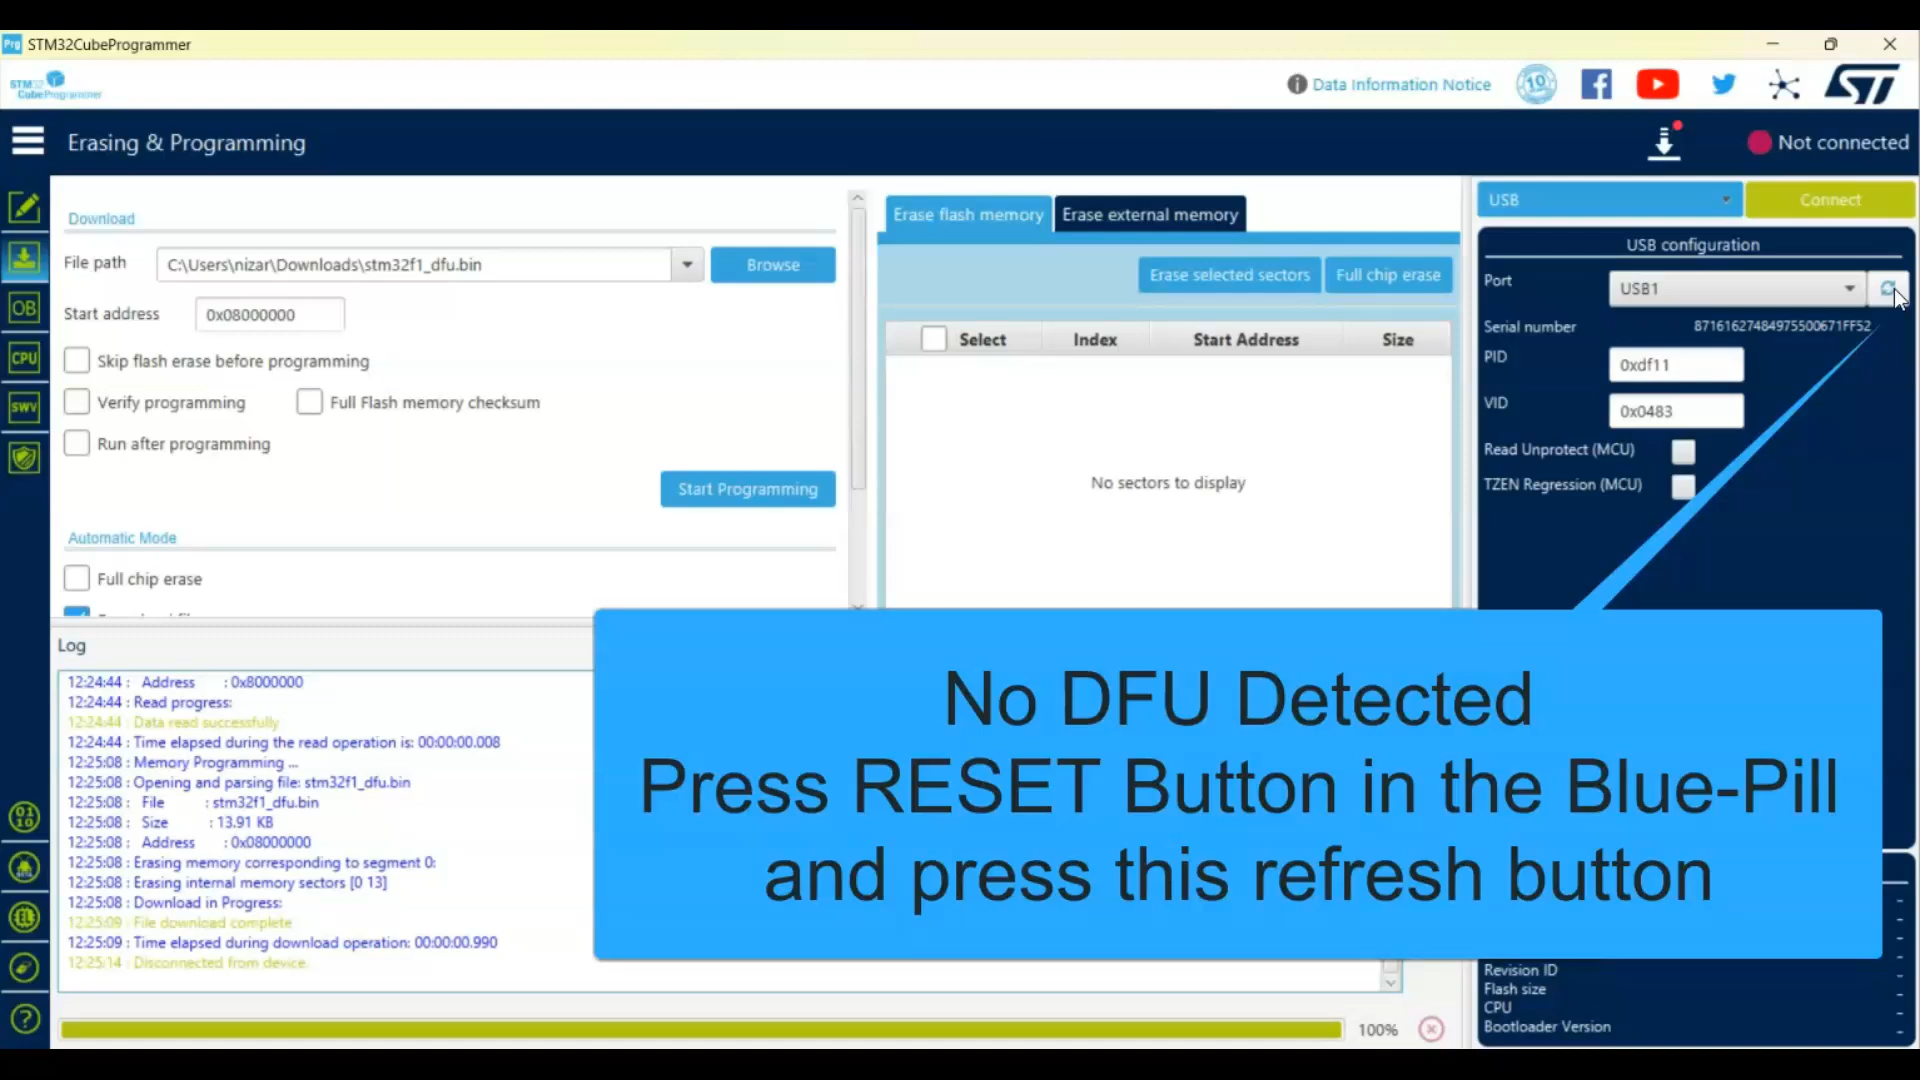 Prg STM32CubeProgrammer
STM32
CubeProgrammer
Data Information Notice
10
Erasing & Programming
Not connected
Download
File path
C:\Users\nizar\Downloads\stm32f1_dfu.bin
Browse
Start address
0x08000000
Skip flash erase before programming
Verify programming
Full Flash memory checksum
Run after programming
Start Programming
Automatic Mode
Full chip erase
OB
CPU
SWV
Erase flash memory
Erase external memory
Erase selected sectors
Full chip erase
Select Index Start Address Size
No sectors to display
USB
Connect
USB configuration
Port
USB1
Serial number 87161627484975500671FF52
PID
0xdf11
VID
0x0483
Read Unprotect (MCU)
TZEN Regression (MCU)
Log
12:24:44 : Address : 0x8000000
12:24:44 : Read progress:
12:24:44 : Data read successfully
12:24:44 : Time elapsed during the read operation is: 00:00:00.008
12:25:08 : Memory Programming ...
12:25:08 : Opening and parsing file: stm32f1_dfu.bin
12:25:08 : File : stm32f1_dfu.bin
12:25:08 : Size : 13.91 KB
12:25:08 : Address : 0x08000000
12:25:08 : Erasing memory corresponding to segment 0:
12:25:08 : Erasing internal memory sectors [0 13]
12:25:08 : Download in Progress:
12:25:09 : File download complete
12:25:09 : Time elapsed during download operation: 00:00:00.990
12:25:14 : Disconnected from device.
No DFU Detected
Press RESET Button in the Blue-Pill
and press this refresh button
Revision ID -
Flash size -
CPU -
Bootloader Version -
100%